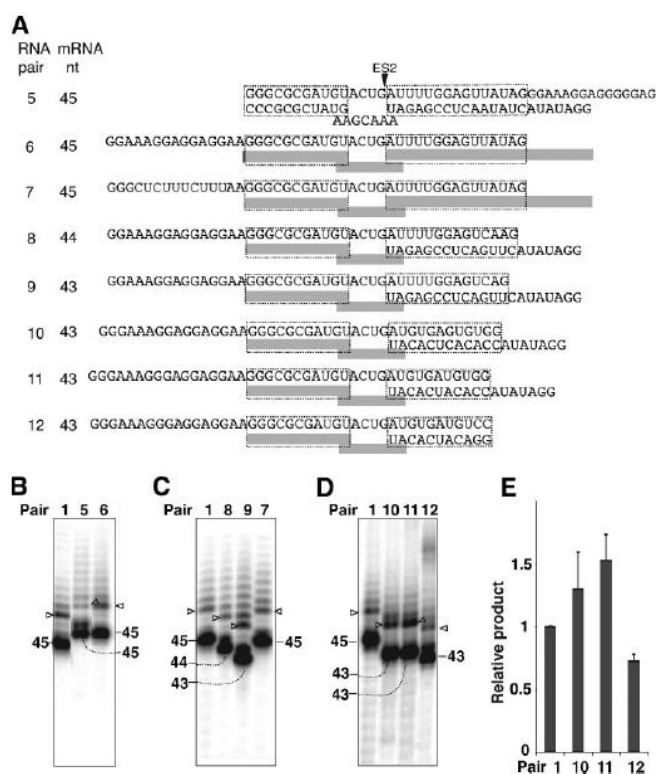 A
RNA pair mRNA nt
ES2
5 45 GGGCGCGAUGUACUGAUUUUGGAGUUAUAGGGAAAGGAGGGGGAG
CCCGCGCUAUG UAGAGCCUCAAUAUCAUAUAGG
AAGCAAA
6 45 GGAAAGGAGGAGGAAGGGCGCGAUGUACUGAUUUUGGAGUUAUAG
7 45 GGGCUCUUUCUUUAAGGGCGCGAUGUACUGAUUUUGGAGUUAUAG
8 44 GGAAAGGAGGAGGAAGGGCGCGAUGUACUGAUUUUGGAGUCAAG
UAGAGCCUCAGUUCAUAUAGG
9 43 GGAAAGGAGGAGGAAGGGCGCGAUGUACUGAUUUUGGAGUCAG
UAGAGCCUCAGUUCAUAUAGG
10 43 GGGAAAGGAGGAGGAAGGGCGCGAUGUACUGAUGUGAGUGUGG
UACACUCACACCAUAUAGG
11 43 GGGAAAGGGAGGAGGAAGGGCGCGAUGUACUGAUGUGAUGUGG
UACACUACACCAUAUAGG
12 43 GGGAAAGGGAGGAGGAAGGGCGCGAUGUACUGAUGUGAUGUCC
UACACUACAGG
B
Pair 1 5 6
45 45
45
C
Pair 1 8 9 7
45 45
44
43
D
Pair 1 10 11 12
45
43 43
43
E
Relative product
1.5
1
0.5
0
Pair 1 10 11 12